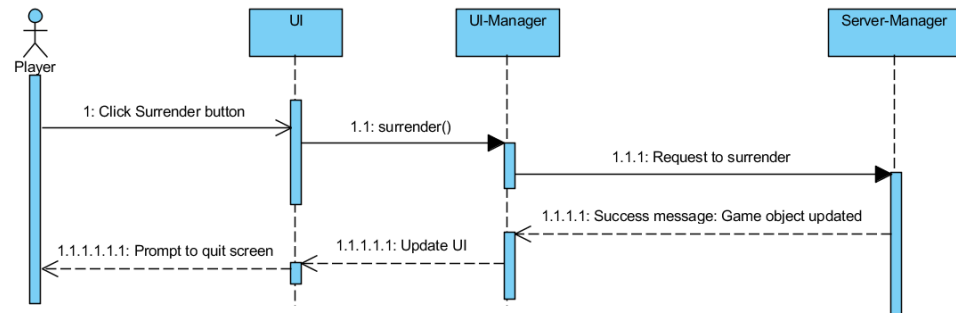 UI
UI-Manager
Server-Manager
Player
1: Click Surrender button
1.1: surrender()
1.1.1: Request to surrender
1.1.1.1: Success message: Game object updated
1.1.1.1.1: Update UI
1.1.1.1.1.1: Prompt to quit screen